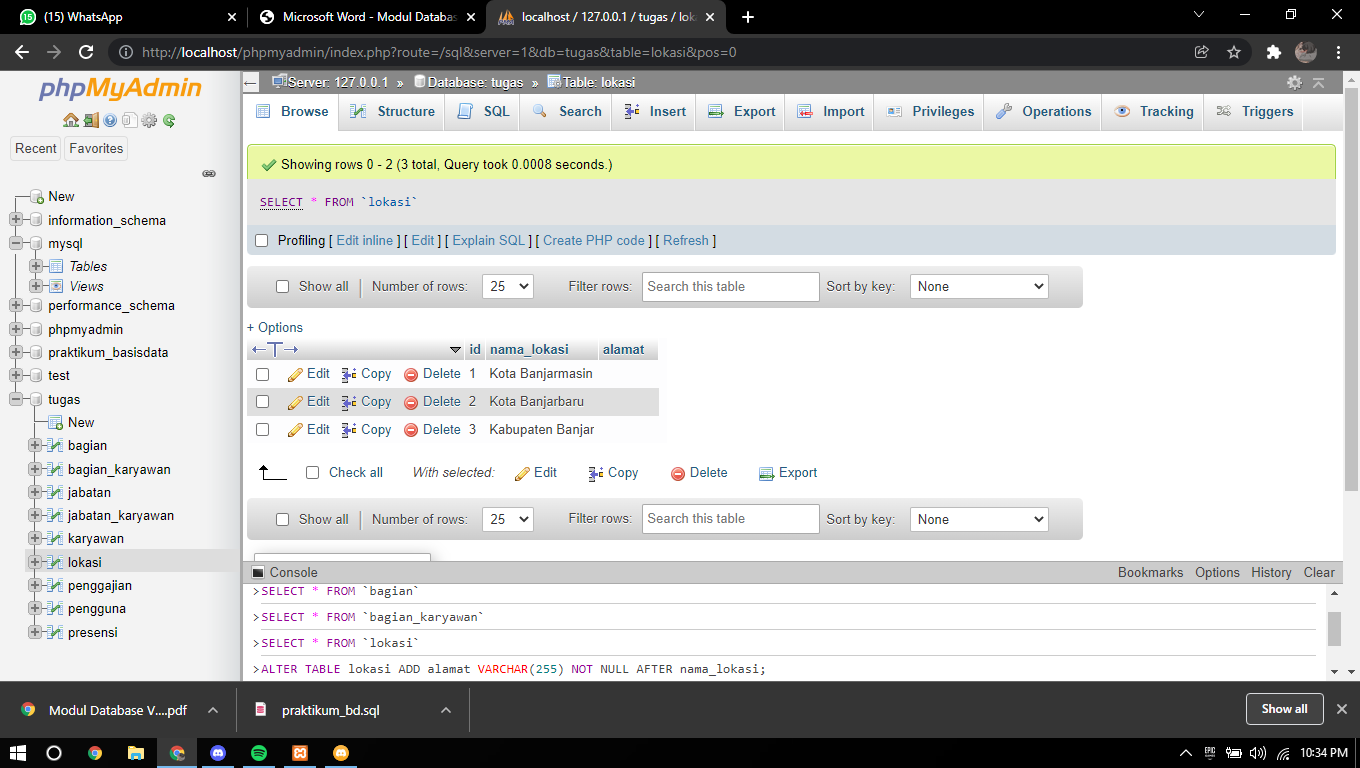 (15) WhatsApp
Microsoft Word - Modul Databas
localhost / 127.0.0.1 / tugas / lok
http://localhost/phpmyadmin/index.php?route=/sql&server=1&db=tugas&table=lokasi&pos=0
phpMyAdmin
Recent Favorites
New
information_schema
mysql
Tables
Views
performance_schema
phpmyadmin
praktikum_basisdata
test
tugas
New
bagian
bagian_karyawan
jabatan
jabatan_karyawan
karyawan
lokasi
penggajian
pengguna
presensi
Server: 127.0.0.1 » Database: tugas » Table: lokasi
Browse Structure SQL Search Insert Export Import Privileges Operations Tracking Triggers
Showing rows 0 - 2 (3 total, Query took 0.0008 seconds.)
SELECT * FROM `lokasi`
Profiling [ Edit inline ] [ Edit ] [ Explain SQL ] [ Create PHP code ] [ Refresh ]
Show all | Number of rows: 25 Filter rows: Search this table Sort by key: None
+ Options
←T→ id nama_lokasi alamat
Edit Copy Delete 1 Kota Banjarmasin
Edit Copy Delete 2 Kota Banjarbaru
Edit Copy Delete 3 Kabupaten Banjar
Check all With selected: Edit Copy Delete Export
Show all | Number of rows: 25 Filter rows: Search this table Sort by key: None
Console Bookmarks Options History Clear
>SELECT * FROM `bagian`
>SELECT * FROM `bagian_karyawan`
>SELECT * FROM `lokasi`
>ALTER TABLE lokasi ADD alamat VARCHAR(255) NOT NULL AFTER nama_lokasi;
Modul Database V....pdf
praktikum_bd.sql
Show all
10:34 PM